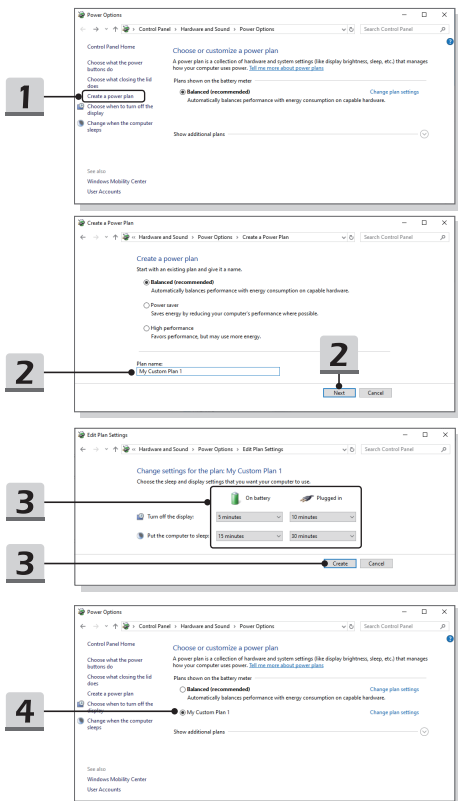 Power Options
Control Panel > Hardware and Sound > Power Options
Search Control Panel
Control Panel Home
Choose what the power
buttons do
Choose what closing the lid
does
Create a power plan
Choose when to turn off the
display
Change when the computer
sleeps
See also
Windows Mobility Center
User Accounts
Choose or customize a power plan
A power plan is a collection of hardware and system settings (like display brightness, sleep, etc.) that manages
how your computer uses power. Tell me more about power plans
Plans shown on the battery meter
Balanced (recommended)
Change plan settings
Automatically balances performance with energy consumption on capable hardware.
Show additional plans
1
Create a Power Plan
« Hardware and Sound > Power Options > Create a Power Plan
Search Control Panel
Create a power plan
Start with an existing plan and give it a name.
Balanced (recommended)
Automatically balances performance with energy consumption on capable hardware.
Power saver
Saves energy by reducing your computer's performance where possible.
High performance
Favors performance, but may use more energy.
Plan name:
My Custom Plan 1
2
2
Next
Cancel
Edit Plan Settings
« Hardware and Sound > Power Options > Edit Plan Settings
Search Control Panel
Change settings for the plan: My Custom Plan 1
Choose the sleep and display settings that you want your computer to use.
On battery
Plugged in
Turn off the display:
5 minutes
10 minutes
Put the computer to sleep:
15 minutes
30 minutes
3
3
Create
Cancel
Power Options
Control Panel > Hardware and Sound > Power Options
Search Control Panel
Control Panel Home
Choose what the power
buttons do
Choose what closing the lid
does
Create a power plan
Choose when to turn off the
display
Change when the computer
sleeps
See also
Windows Mobility Center
User Accounts
Choose or customize a power plan
A power plan is a collection of hardware and system settings (like display brightness, sleep, etc.) that manages
how your computer uses power. Tell me more about power plans
Plans shown on the battery meter
Balanced (recommended)
Change plan settings
Automatically balances performance with energy consumption on capable hardware.
My Custom Plan 1
Change plan settings
Show additional plans
4